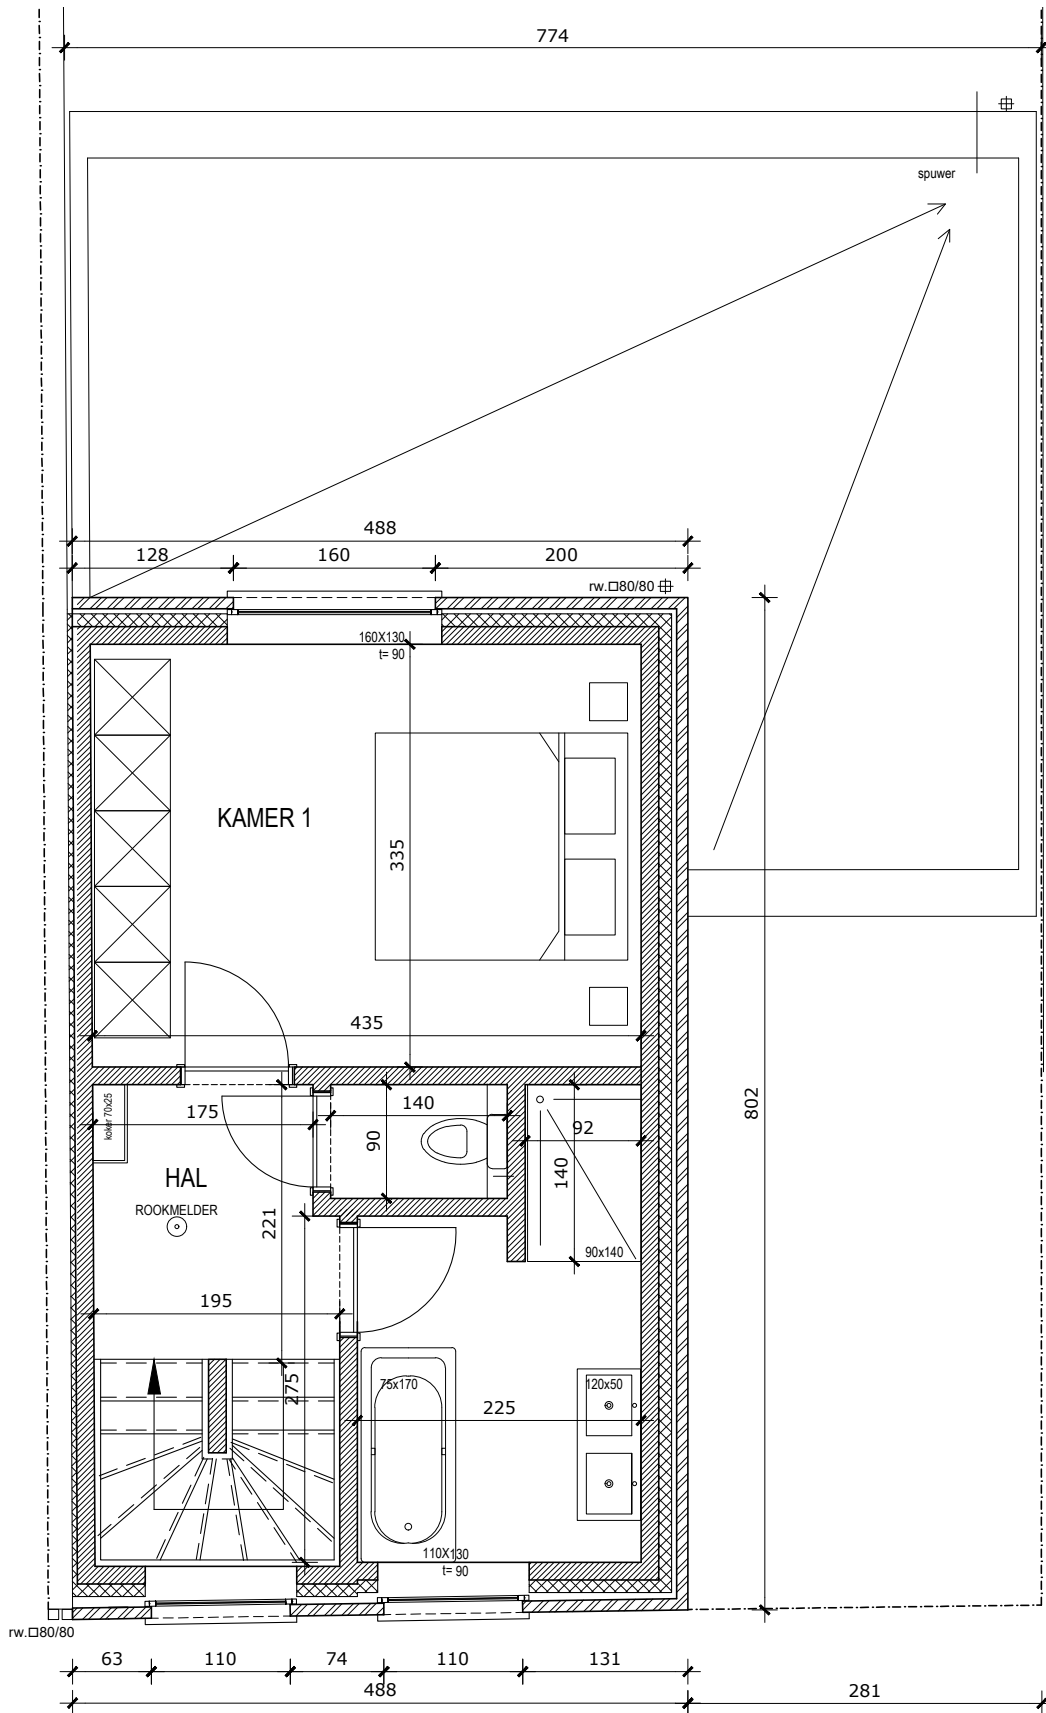 774
spuwer
488
128
160
200
rw.□80/80
160X130
t= 90
KAMER 1
335
435
802
koker 70x25
175
140
90
92
140
HAL
ROOKMELDER
221
90x140
195
275
75x170
120x50
225
110X130
t= 90
rw.□80/80
63
110
74
110
131
488
281